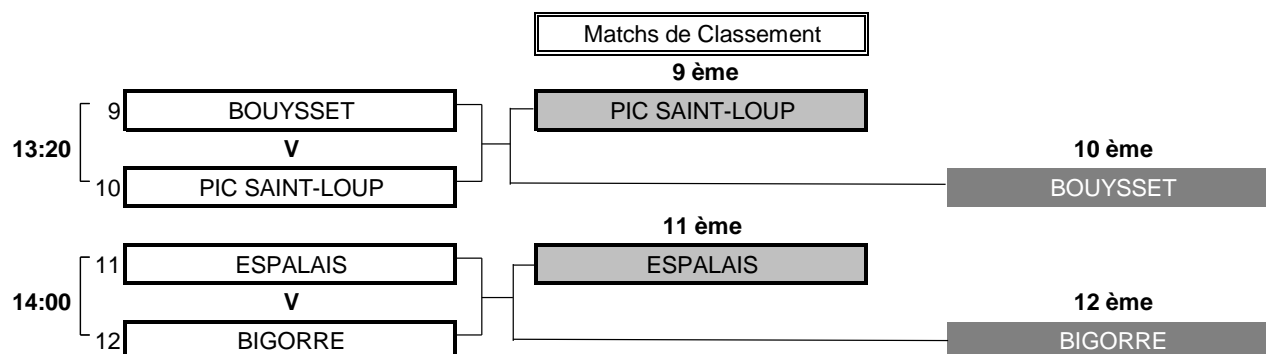 Matchs de Classement
9 ème
9 BOUYSSET PIC SAINT-LOUP
13:20 V 10 ème
10 PIC SAINT-LOUP BOUYSSET
11 ème
11 ESPALAIS ESPALAIS
14:00 V 12 ème
12 BIGORRE BIGORRE